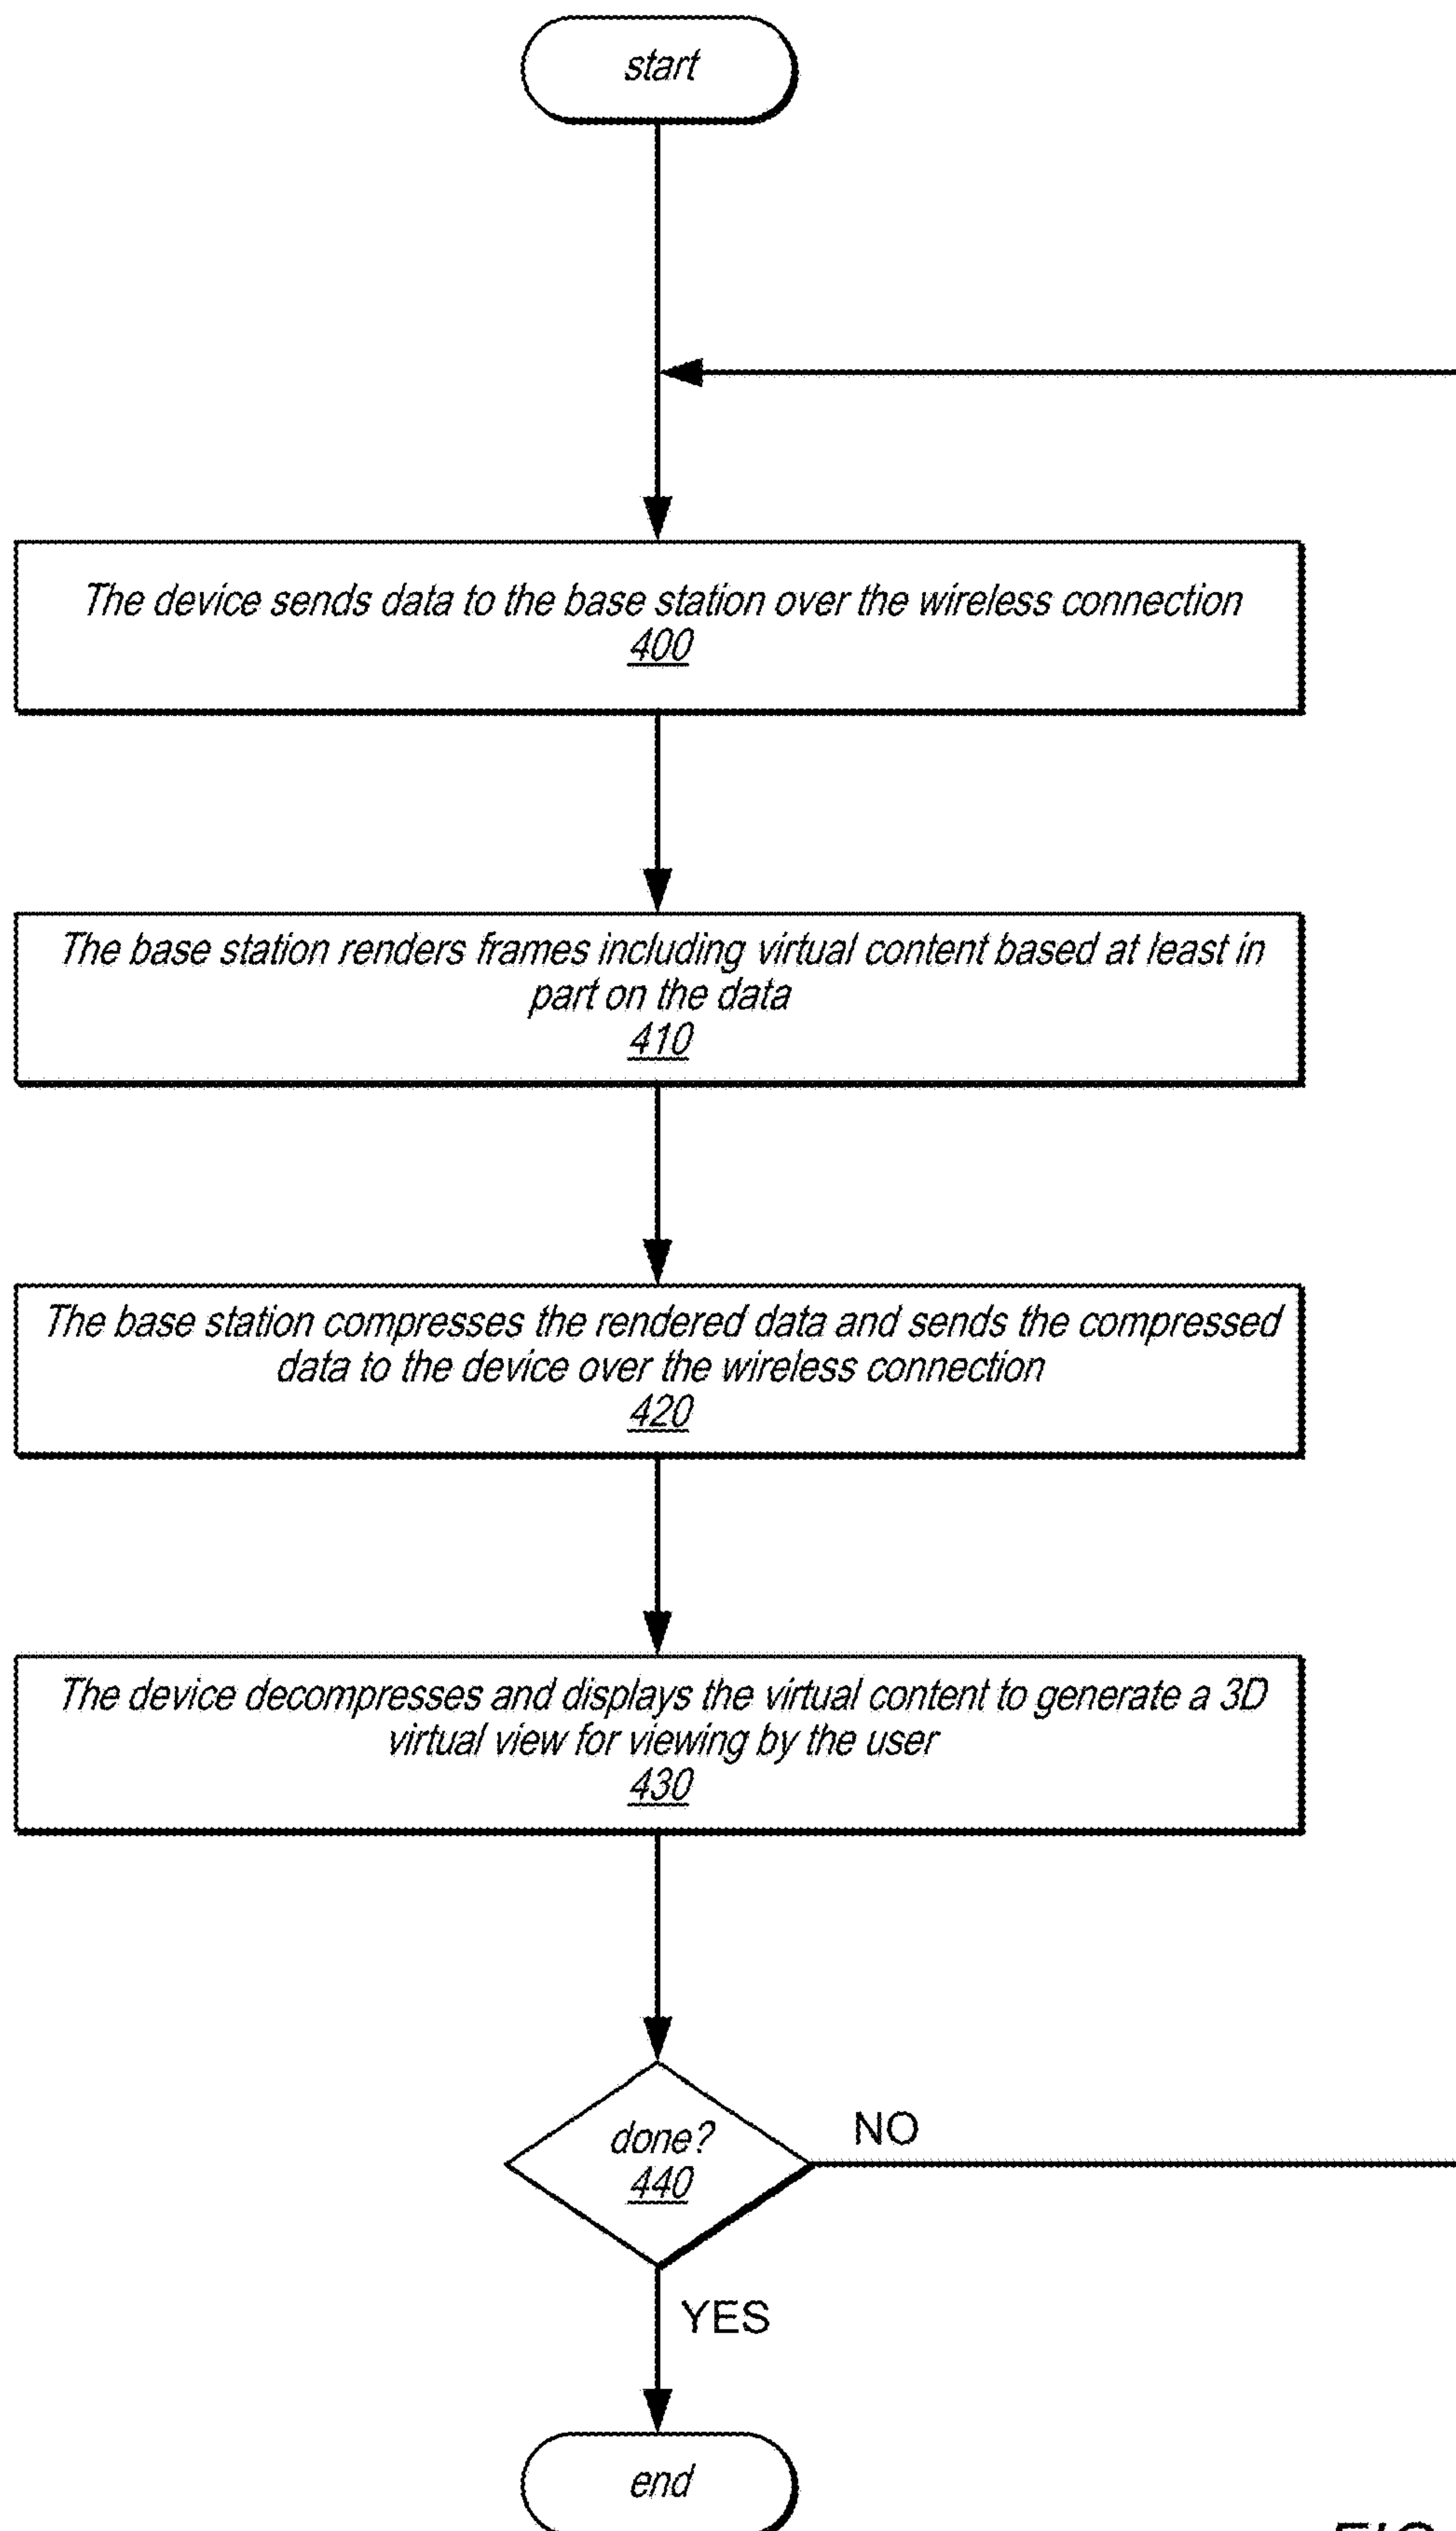 start
The device sends data to the base station over the wireless connection
400
The base station renders frames including virtual content based at least in
part on the data
410
The base station compresses the rendered data and sends the compressed
data to the device over the wireless connection
420
The device decompresses and displays the virtual content to generate a 3D
virtual view for viewing by the user
430
done?
440
NO
YES
end